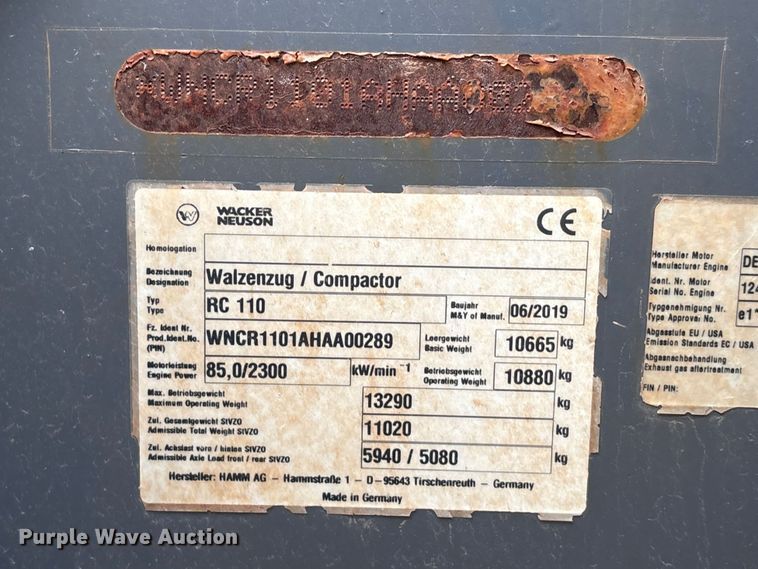 WACKER
NEUSON
CE
Homologation
Bezeichnung
Designation
Walzenzug / Compactor
Typ
Type
RC 110
Baujahr
M&Y of Manuf.
06/2019
Fz. Ident Nr.
Prod.Ident.No.
(PIN)
WNCR1101AHAA00289
Leergewicht
Basic Weight
10665 kg
Motorleistung
Engine Power
85,0/2300 kW/min⁻¹
Betriebsgewicht
Operating Weight
10880 kg
Max. Betriebsgewicht
Maximum Operating Weight
13290 kg
Zul. Gesamtgewicht StVZO
Admissible Total Weight StVZO
11020 kg
Zul. Achslast vorn / hinten StVZO
Admissible Axle Load front / rear StVZO
5940 / 5080 kg
Hersteller: HAMM AG – Hammstraße 1 – D–95643 Tirschenreuth – Germany
Made in Germany
Hersteller Motor
Manufacturer Engine
DE
Ident. Nr. Motor
Serial No. Engine
124
Typgenehmigung Nr.
Type Approval No.
e1*
Abgasstufe EU / USA
Emission Standards EC / USA
Abgasnachbehandlung
Exhaust gas aftertreatment
FIN / PIN:
Purple Wave Auction